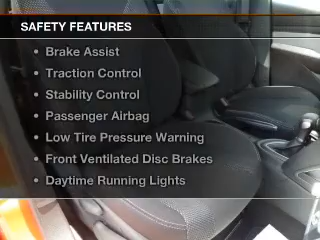 SAFETY FEATURES
• Brake Assist
• Traction Control
• Stability Control
• Passenger Airbag
• Low Tire Pressure Warning
• Front Ventilated Disc Brakes
• Daytime Running Lights